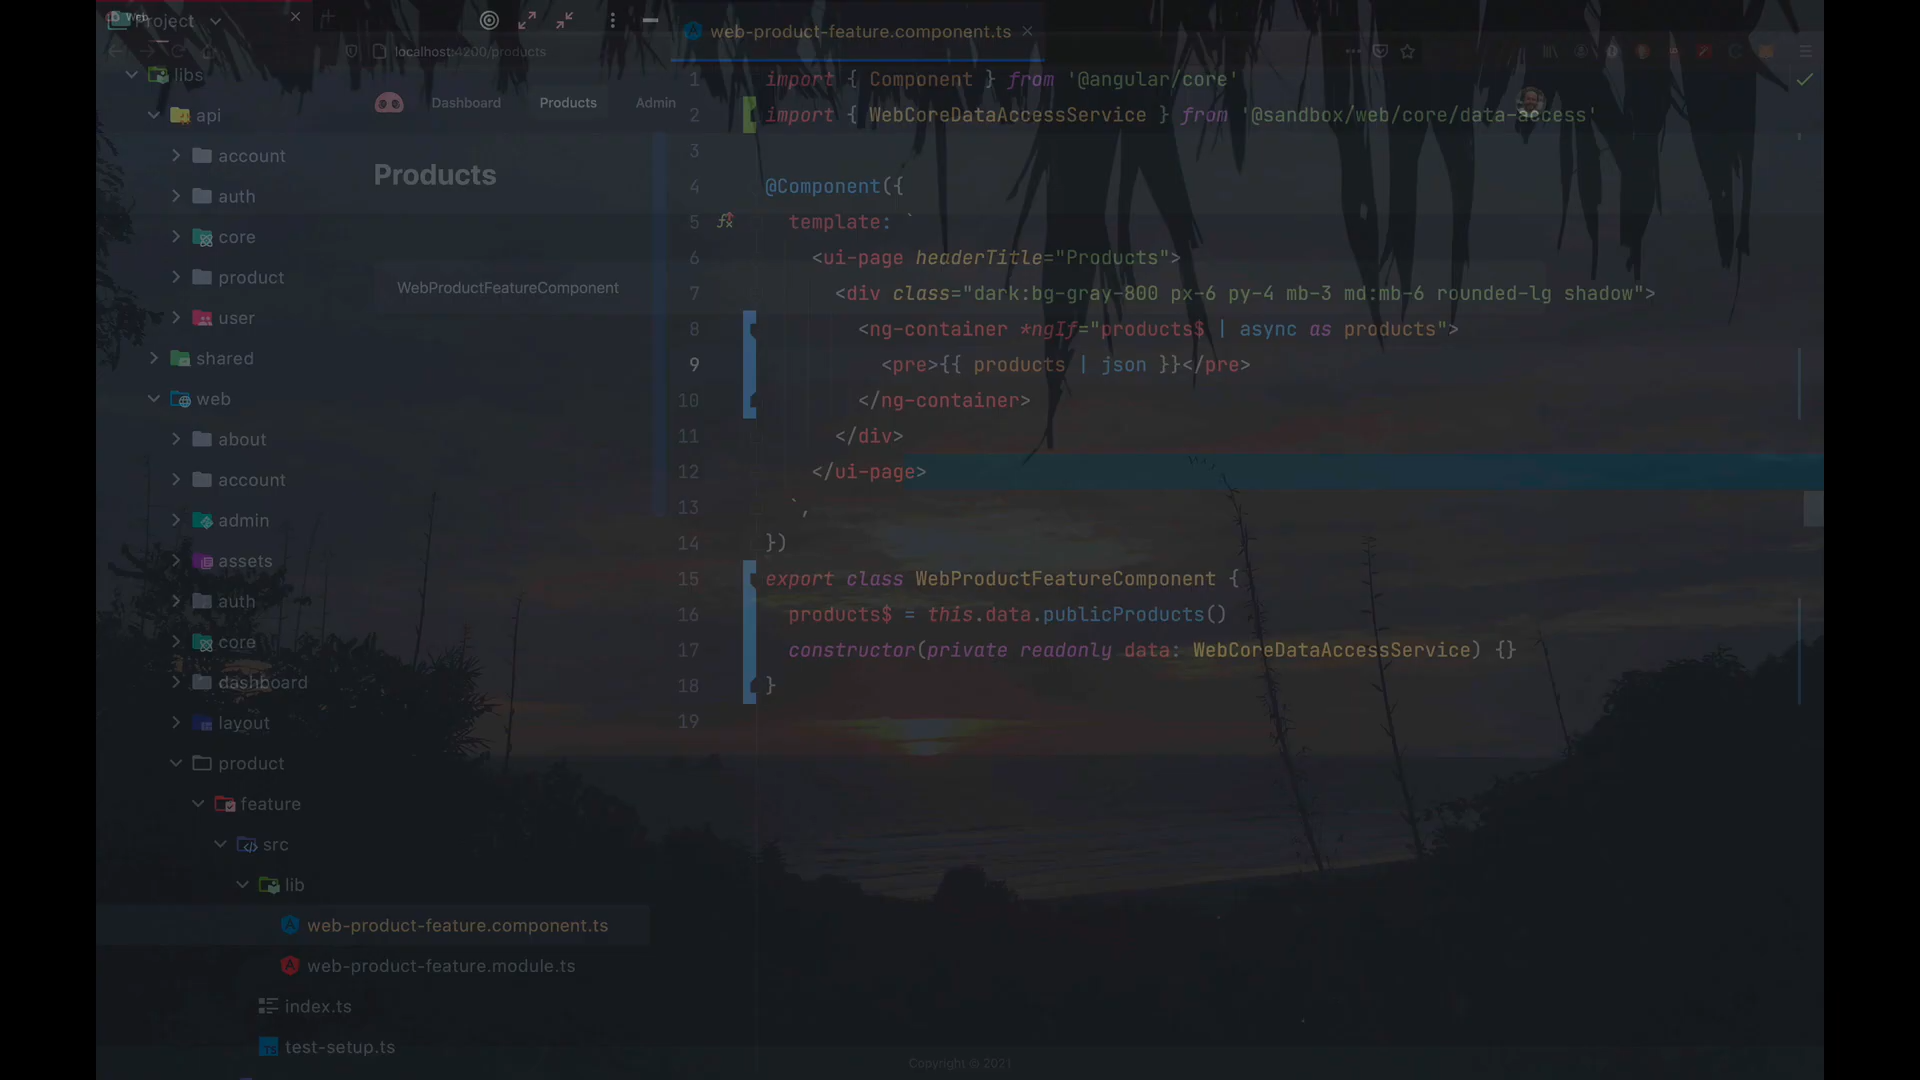 Project
Web
libs
api
account
auth
core
product
user
shared
web
about
account
admin
assets
auth
core
dashboard
layout
product
feature
src
lib
web-product-feature.component.ts
web-product-feature.module.ts
index.ts
test-setup.ts
localhost:4200/products
Dashboard Products Admin
Products
WebProductFeatureComponent
Copyright © 2021
web-product-feature.component.ts
1 import { Component } from '@angular/core'
2 import { WebCoreDataAccessService } from '@sandbox/web/core/data-access'
3
4 @Component({
5 template: `
6 <ui-page headerTitle="Products">
7 <div class="dark:bg-gray-800 px-6 py-4 mb-3 md:mb-6 rounded-lg shadow">
8 <ng-container *ngIf="products$ | async as products">
9 <pre>{{ products | json }}</pre>
10 </ng-container>
11 </div>
12 </ui-page>
13 `,
14 })
15 export class WebProductFeatureComponent {
16 products$ = this.data.publicProducts()
17 constructor(private readonly data: WebCoreDataAccessService) {}
18 }
19